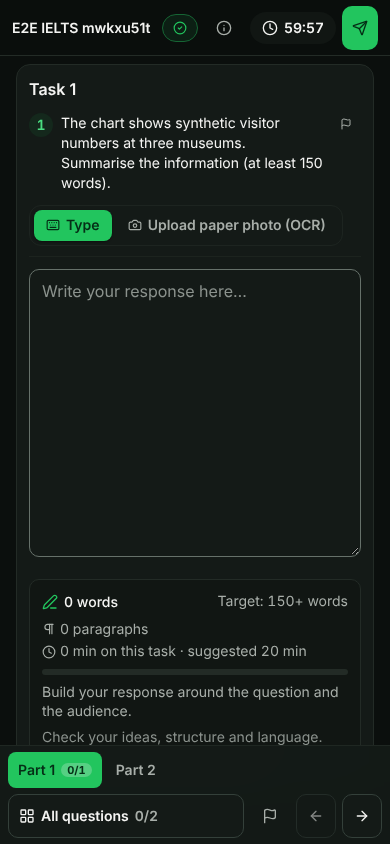 E2E IELTS mwkxu51t
59:57
Task 1
1
The chart shows synthetic visitor
numbers at three museums.
Summarise the information (at least 150
words).
Type
Upload paper photo (OCR)
Write your response here...
0 words
Target: 150+ words
0 paragraphs
0 min on this task · suggested 20 min
Build your response around the question and
the audience.
Check your ideas, structure and language.
Part 1 0/1
Part 2
All questions 0/2